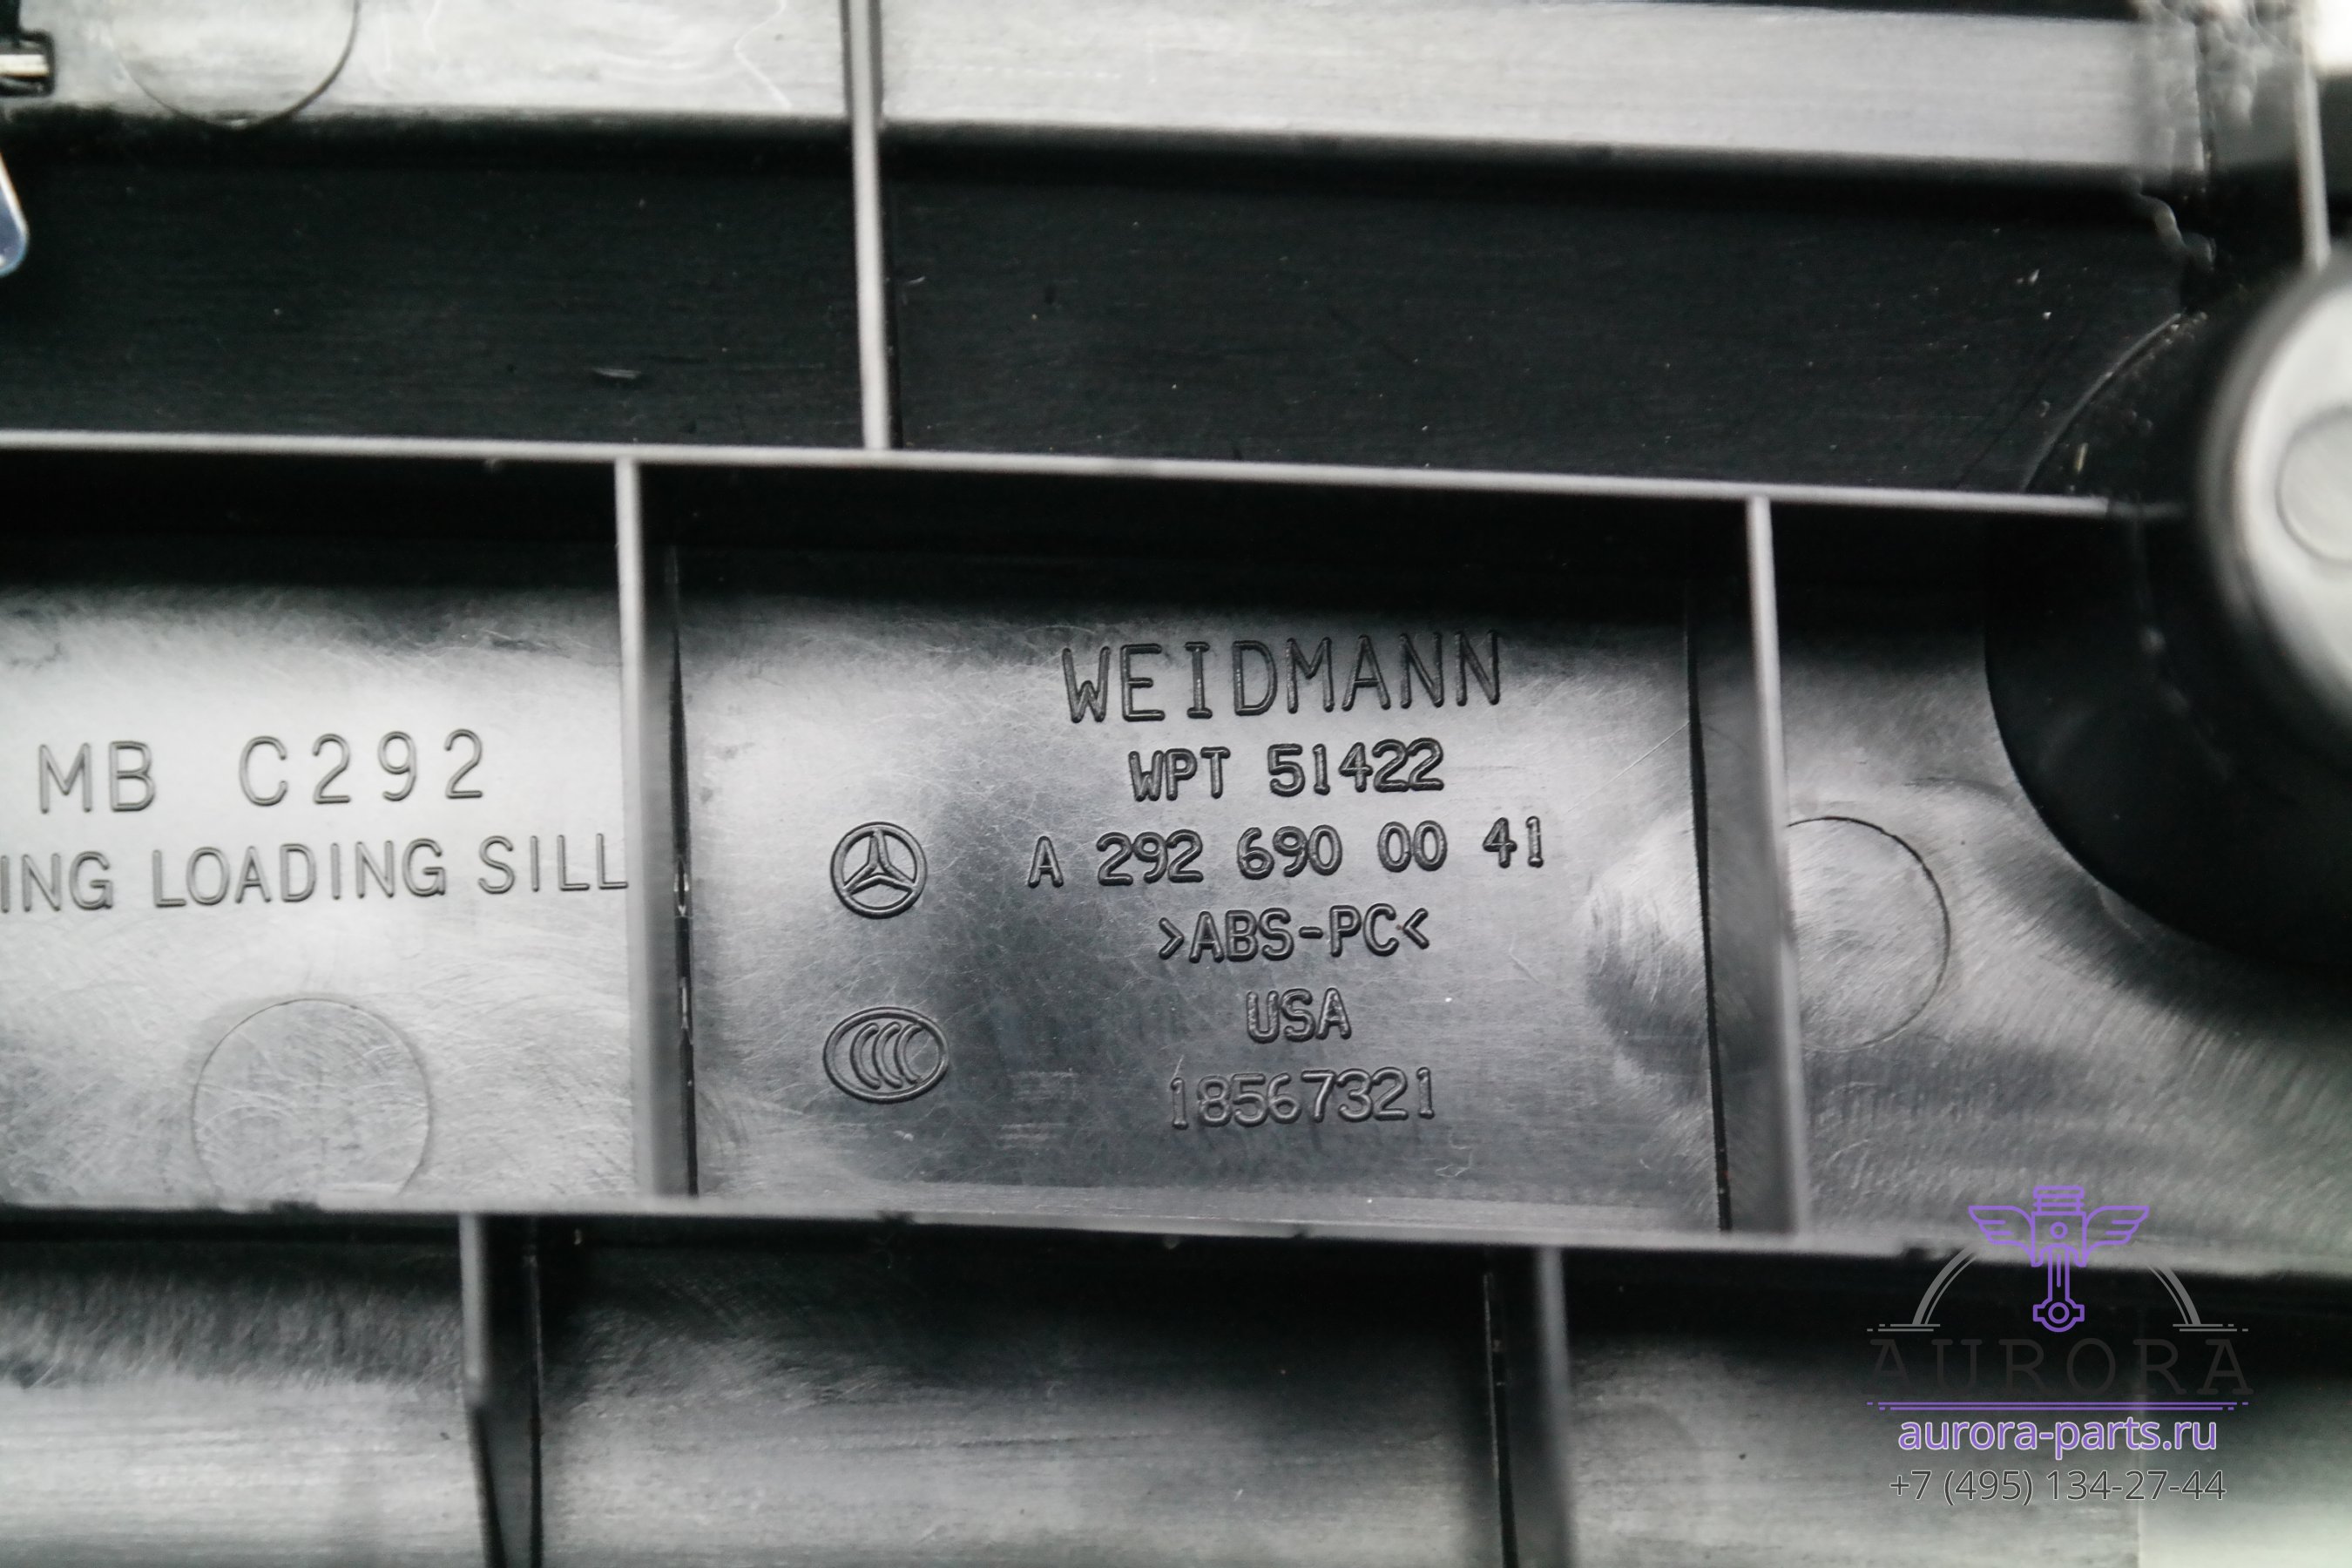 MB C292
ING LOADING SILL
WEIDMANN
WPT 51422
A 292 690 00 41
>ABS-PC<
USA
18567321
AURORA
aurora-parts.ru
+7 (495) 134-27-44